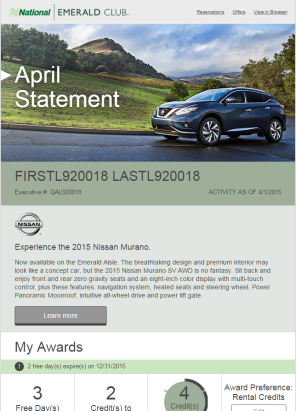 National EMERALD CLUB.
Reservations Offers View in Browser
April
Statement
FIRSTL920018 LASTL920018
Executive #: QAL920018 ACTIVITY AS OF 4/1/2015
NISSAN
Experience the 2015 Nissan Murano.
Now available on the Emerald Aisle. The breathtaking design and premium interior may
look like a concept car, but the 2015 Nissan Murano SV AWD is no fantasy. Sit back and
enjoy front and rear zero gravity seats and an eight-inch color display with multi-touch
control, plus these features: navigation system, heated seats and steering wheel, Power
Panoramic Moonroof, intuitive all-wheel drive and power lift gate.
Learn more
My Awards
! 2 free day(s) expire(s) on 12/31/2015
3 2 4 Award Preference:
Free Day(s) Credit(s) to Credit(s) Rental Credits